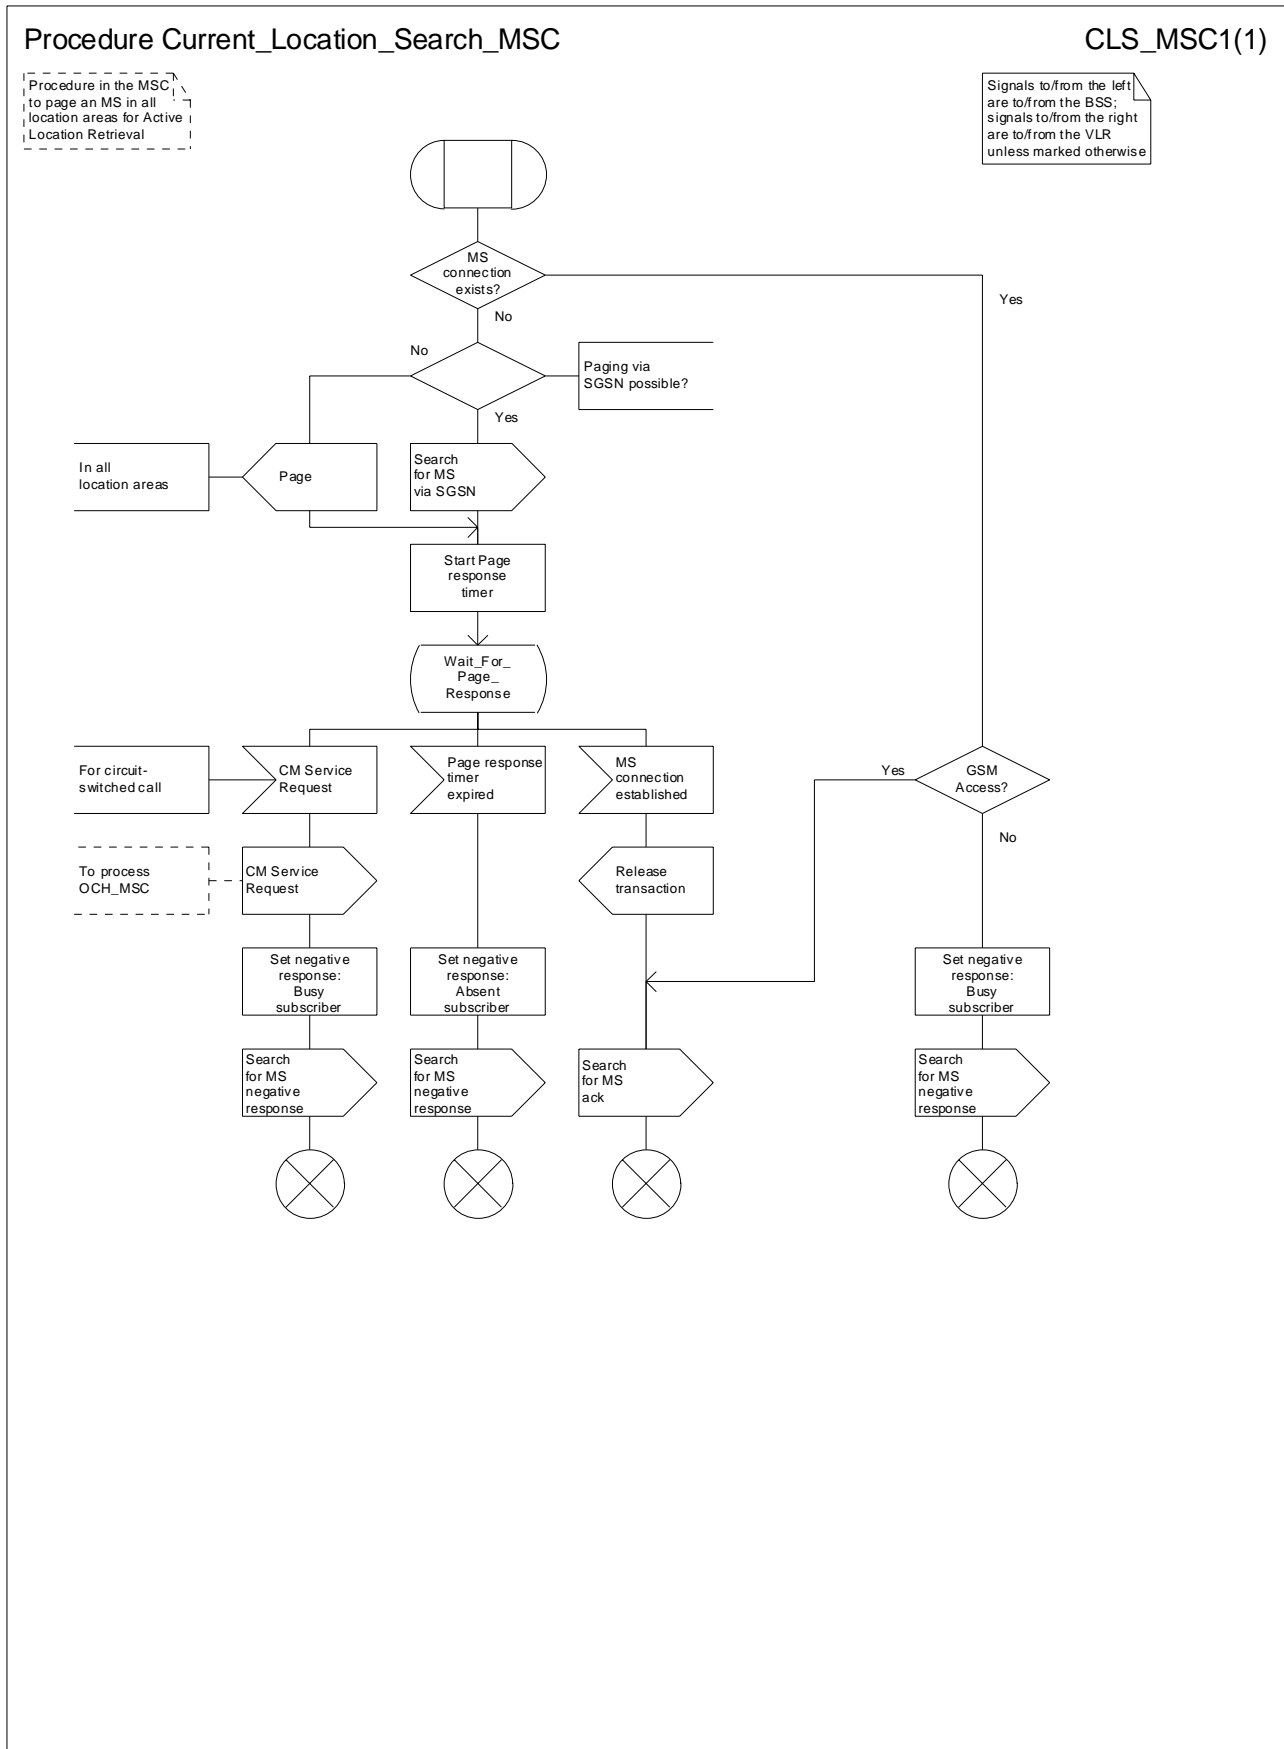 Procedure Current_Location_Search_MSC
CLS_MSC1(1)
Procedure in the MSC
to page an MS in all
location areas for Active
Location Retrieval
Signals to/from the left
are to/from the BSS;
signals to/from the right
are to/from the VLR
unless marked otherwise
MS
connection
exists?
Yes
No
No
Paging via
SGSN possible?
Yes
In all
location areas
Page
Search
for MS
via SGSN
Start Page
response
timer
Wait_For_
Page_
Response
For circuit-
switched call
CM Service
Request
Page response
timer
expired
MS
connection
established
Yes
GSM
Access?
No
To process
OCH_MSC
CM Service
Request
Release
transaction
Set negative
response:
Busy
subscriber
Set negative
response:
Absent
subscriber
Set negative
response:
Busy
subscriber
Search
for MS
negative
response
Search
for MS
negative
response
Search
for MS
ack
Search
for MS
negative
response